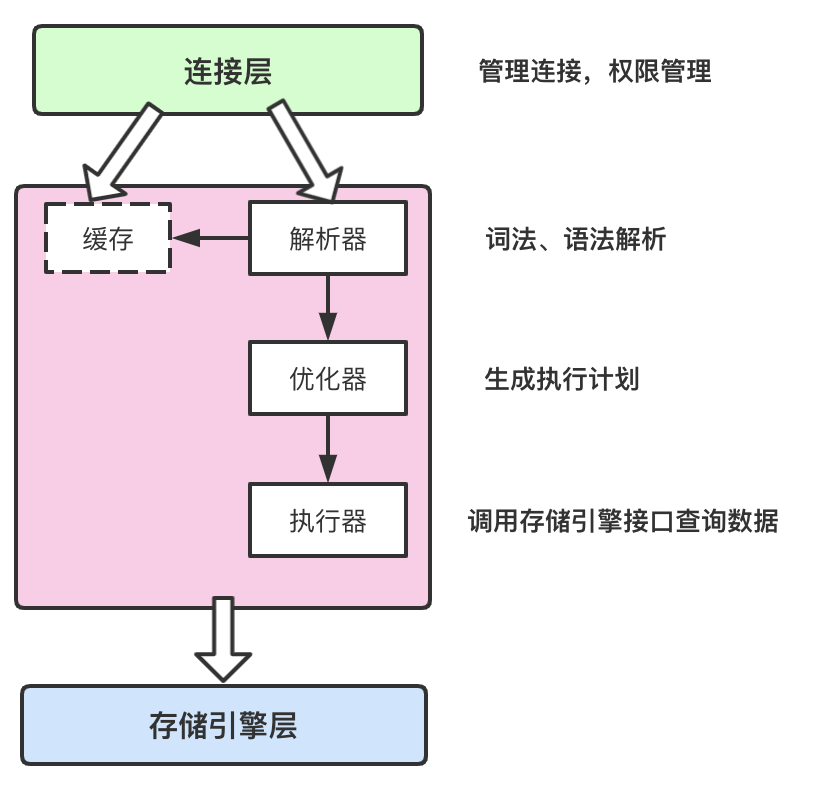 连接层
管理连接，权限管理
缓存
解析器
词法、语法解析
优化器
生成执行计划
执行器
调用存储引擎接口查询数据
存储引擎层